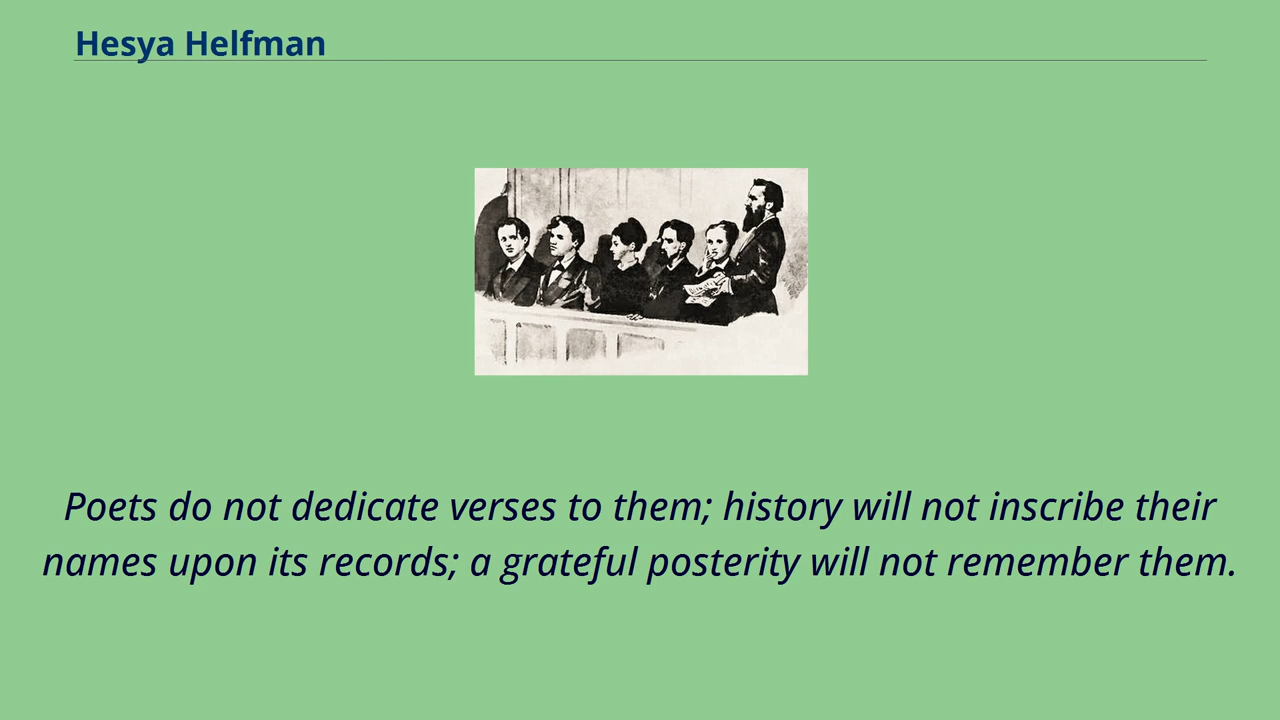 Hesya Helfman
Poets do not dedicate verses to them; history will not inscribe their
names upon its records; a grateful posterity will not remember them.